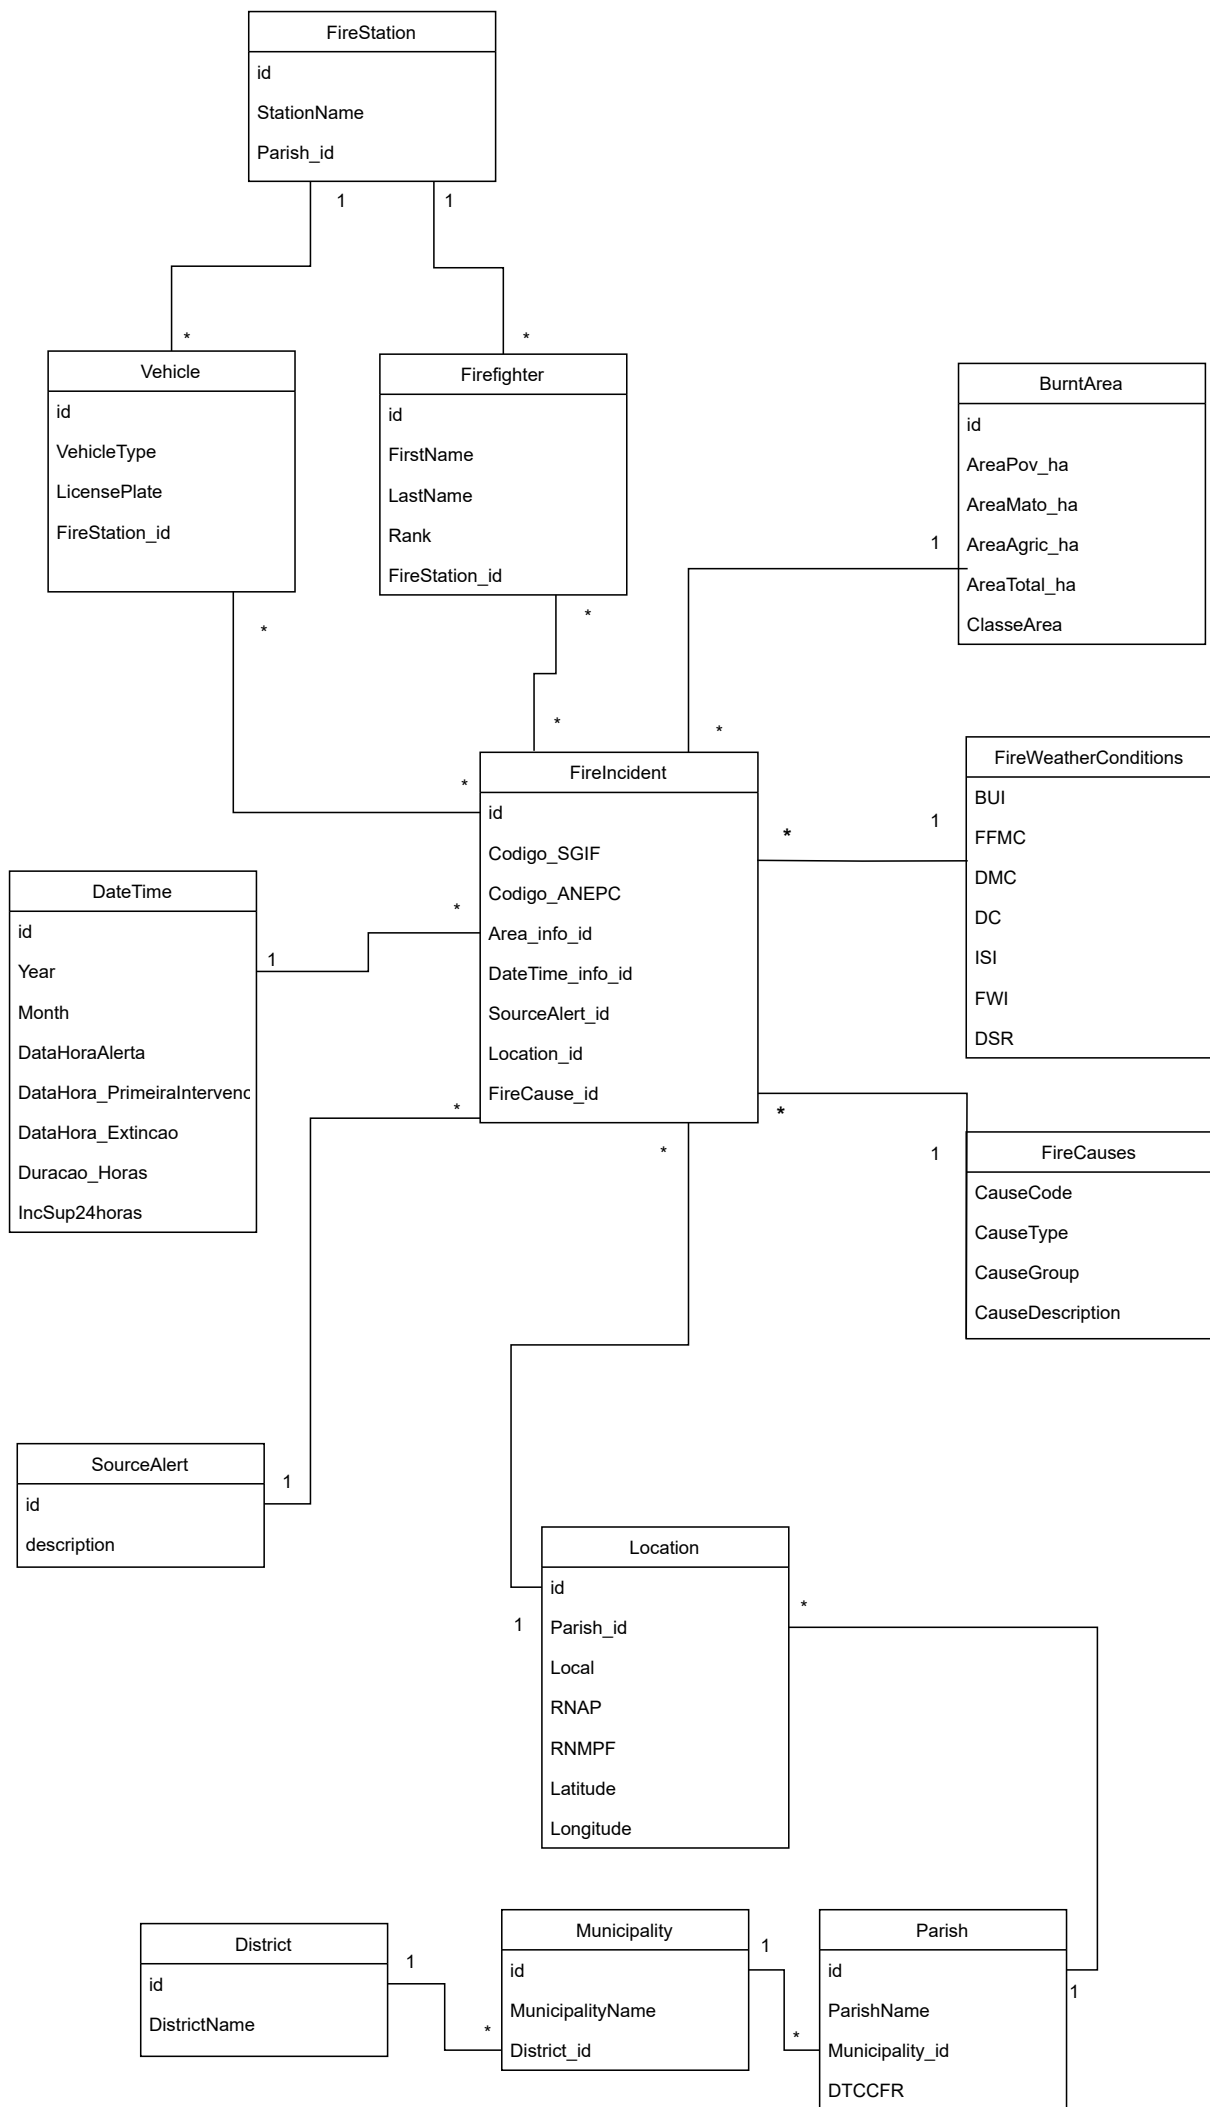 FireStation
id
StationName
Parish_id
1
1
*
*
Vehicle
id
VehicleType
LicensePlate
FireStation_id
*
Firefighter
id
FirstName
LastName
Rank
FireStation_id
*
*
BurntArea
id
AreaPov_ha
AreaMato_ha
AreaAgric_ha
AreaTotal_ha
ClasseArea
1
*
FireIncident
id
Codigo_SGIF
Codigo_ANEPC
Area_info_id
DateTime_info_id
SourceAlert_id
Location_id
FireCause_id
*
*
1
FireWeatherConditions
BUI
FFMC
DMC
DC
ISI
FWI
DSR
DateTime
id
Year
Month
DataHoraAlerta
DataHora_PrimeiraIntervenc
DataHora_Extincao
Duracao_Horas
IncSup24horas
1
*
*
*
*
1
FireCauses
CauseCode
CauseType
CauseGroup
CauseDescription
SourceAlert
id
description
1
Location
id
Parish_id
Local
RNAP
RNMPF
Latitude
Longitude
1
*
District
id
DistrictName
1
*
Municipality
id
MunicipalityName
District_id
1
*
Parish
id
ParishName
Municipality_id
DTCCFR
1